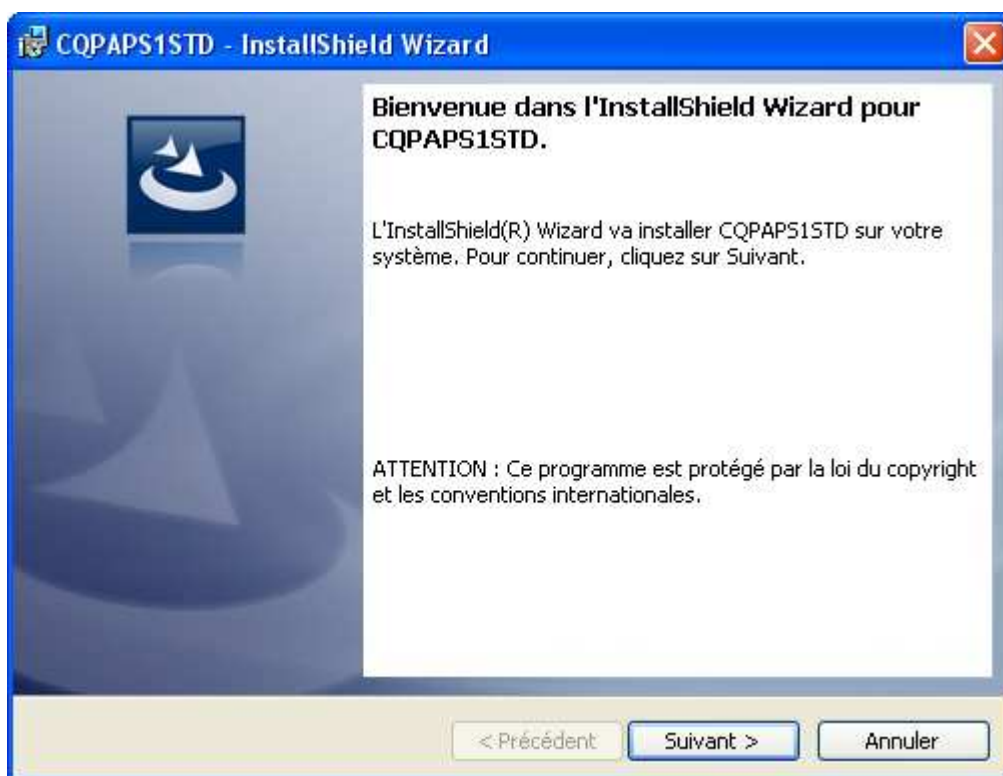 CQPAPS1STD - InstallShield Wizard
Bienvenue dans l'InstallShield Wizard pour
CQPAPS1STD.
L'InstallShield(R) Wizard va installer CQPAPS1STD sur votre
système. Pour continuer, cliquez sur Suivant.
ATTENTION : Ce programme est protégé par la loi du copyright
et les conventions internationales.
< Précédent
Suivant >
Annuler